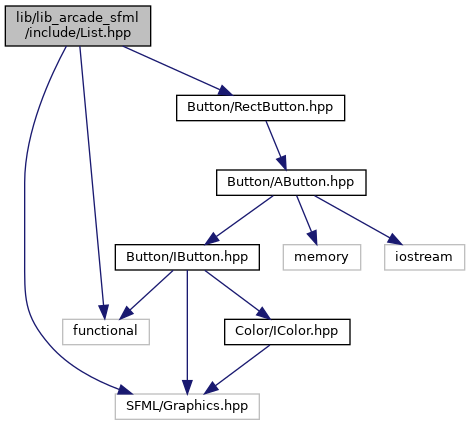 lib/lib_arcade_sfml
/include/List.hpp
Button/RectButton.hpp
Button/AButton.hpp
Button/IButton.hpp
memory
iostream
functional
Color/IColor.hpp
SFML/Graphics.hpp